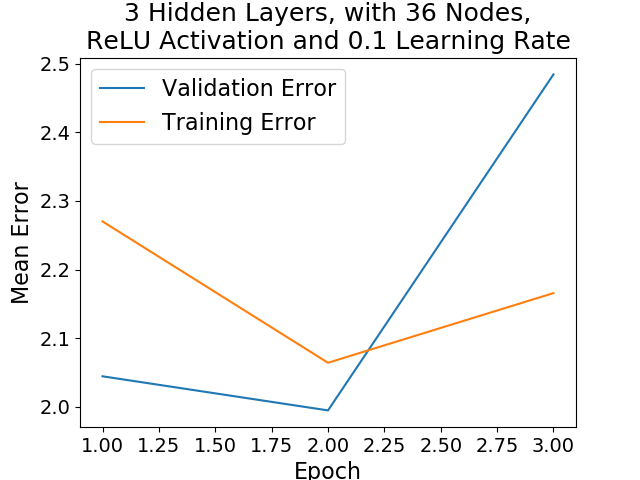 3 Hidden Layers, with 36 Nodes,
ReLU Activation and 0.1 Learning Rate
Validation Error
Training Error
Mean Error
2.5
2.4
2.3
2.2
2.1
2.0
1.00 1.25 1.50 1.75 2.00 2.25 2.50 2.75 3.00
Epoch